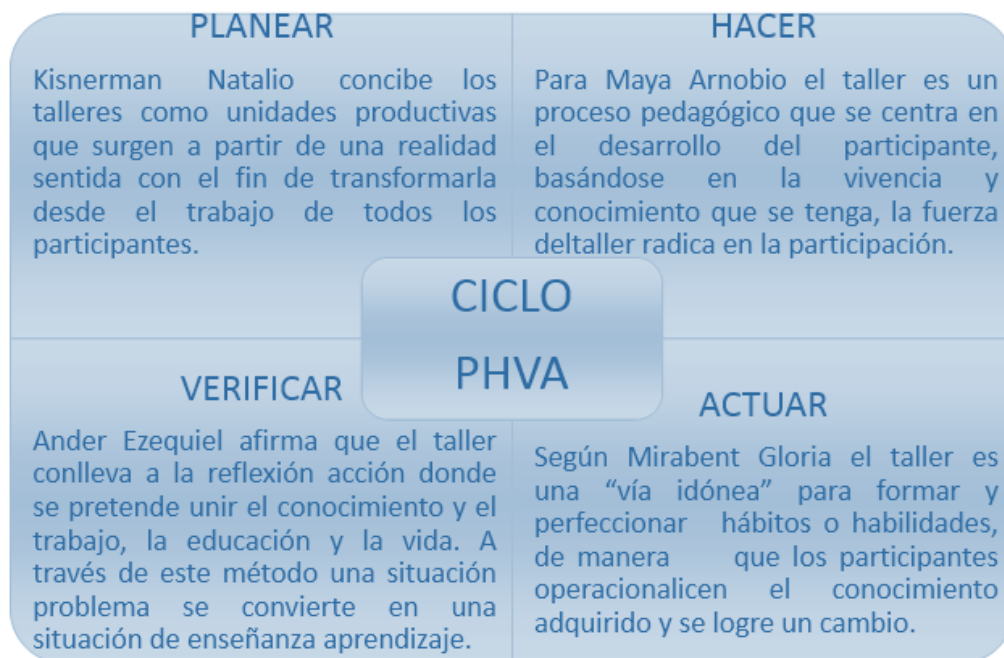 PLANEAR
Kisnerman Natalio concibe los
talleres como unidades productivas
que surgen a partir de una realidad
sentida con el fin de transformarla
desde el trabajo de todos los
participantes.
HACER
Para Maya Arnobio el taller es un
proceso pedagógico que se centra en
el desarrollo del participante,
basándose en la vivencia y
conocimiento que se tenga, la fuerza
deltaller radica en la participación.
CICLO
PHVA
VERIFICAR
Ander Ezequiel afirma que el taller
conlleva a la reflexión acción donde
se pretende unir el conocimiento y el
trabajo, la educación y la vida. A
través de este método una situación
problema se convierte en una
situación de enseñanza aprendizaje.
ACTUAR
Según Mirabent Gloria el taller es
una “vía idónea” para formar y
perfeccionar hábitos o habilidades,
de manera que los participantes
operacionalicen el conocimiento
adquirido y se logre un cambio.